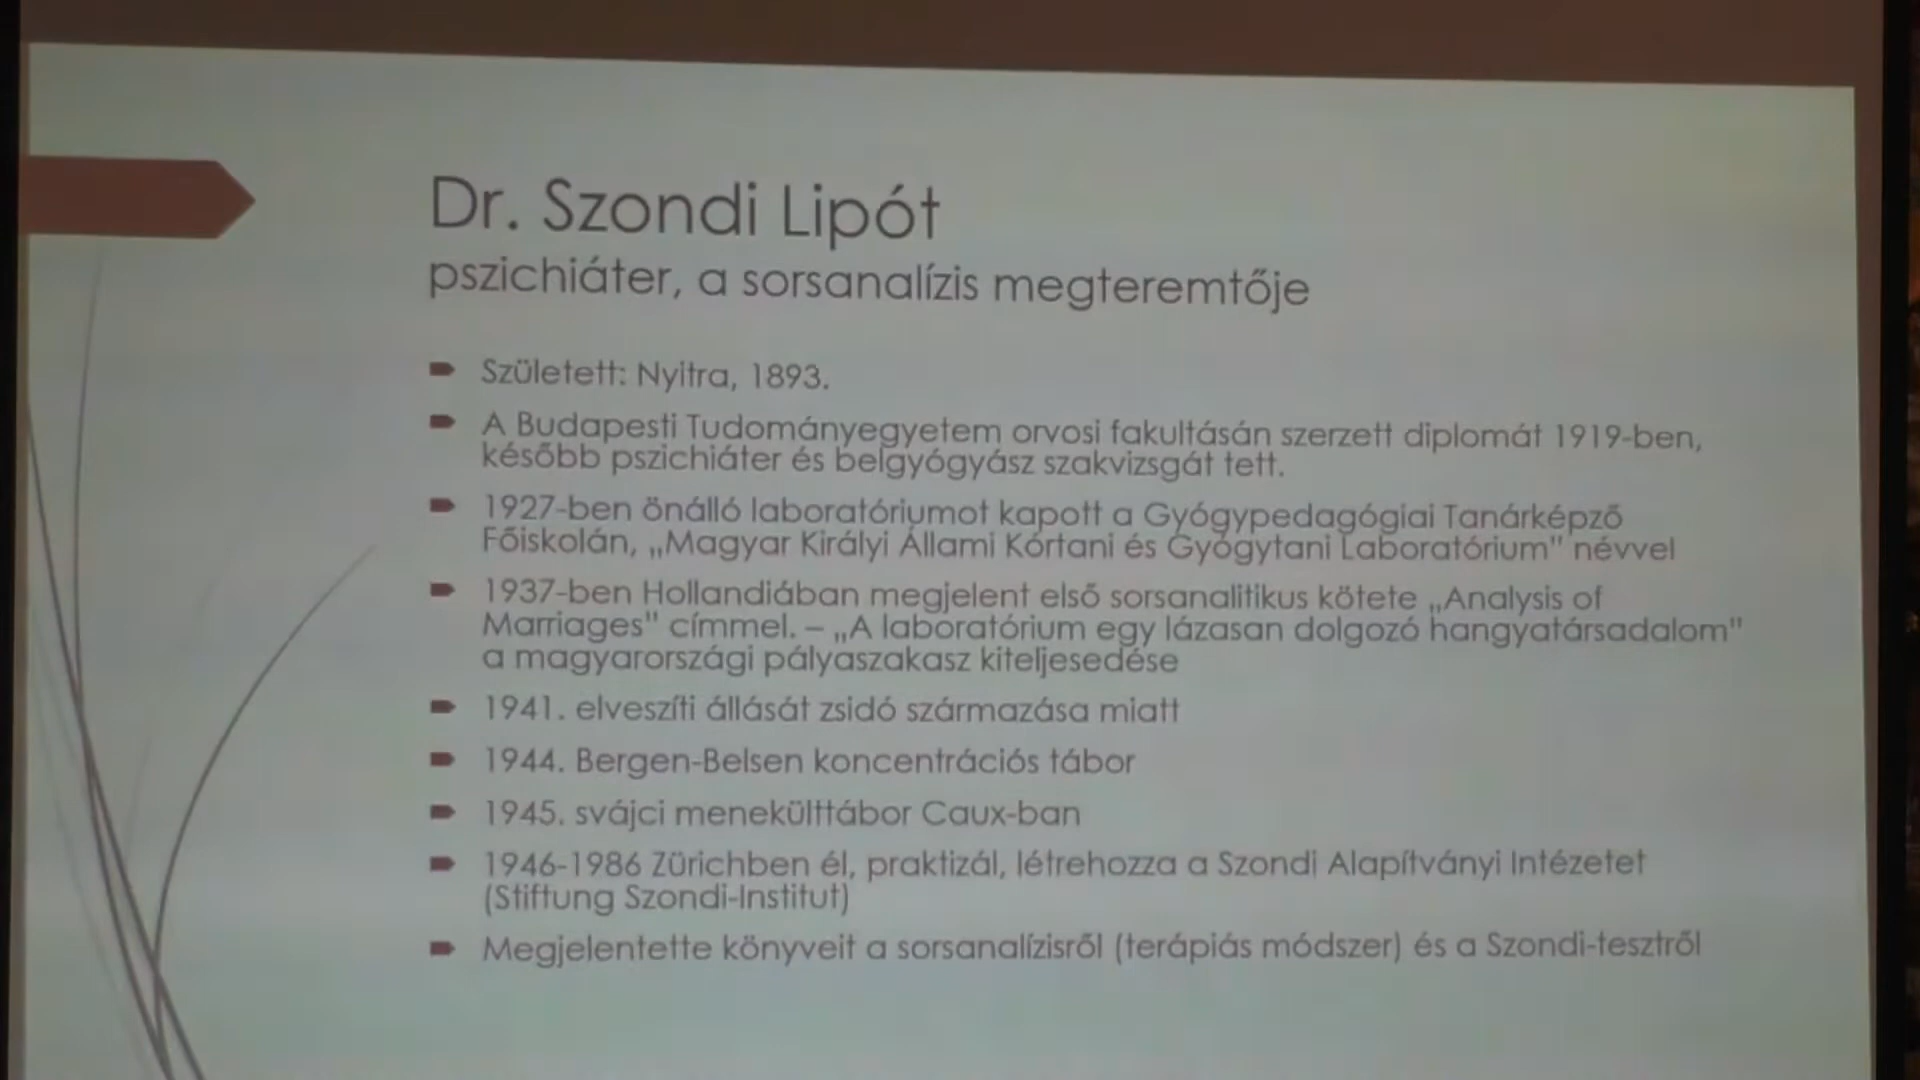 Dr. Szondi Lipót
pszichiáter, a sorsanalízis megteremtője
Született: Nyitra, 1893.
A Budapesti Tudományegyetem orvosi fakultásán szerzett diplomát 1919-ben,
később pszichiáter és belgyógyász szakvizsgát tett.
1927-ben önálló laboratóriumot kapott a Gyógypedagógiai Tanárképző
Főiskolán, „Magyar Királyi Állami Kórtani és Gyógytani Laboratórium" névvel
1937-ben Hollandiában megjelent első sorsanalitikus kötete „Analysis of
Marriages" címmel. – „A laboratórium egy lázasan dolgozó hangyatársadalom"
a magyarországi pályaszakasz kiteljesedése
1941. elveszíti állását zsidó származása miatt
1944. Bergen-Belsen koncentrációs tábor
1945. svájci menekülttábor Caux-ban
1946-1986 Zürichben él, praktizál, létrehozza a Szondi Alapítványi Intézetet
(Stiftung Szondi-Institut)
Megjelentette könyveit a sorsanalízisről (terápiás módszer) és a Szondi-tesztről